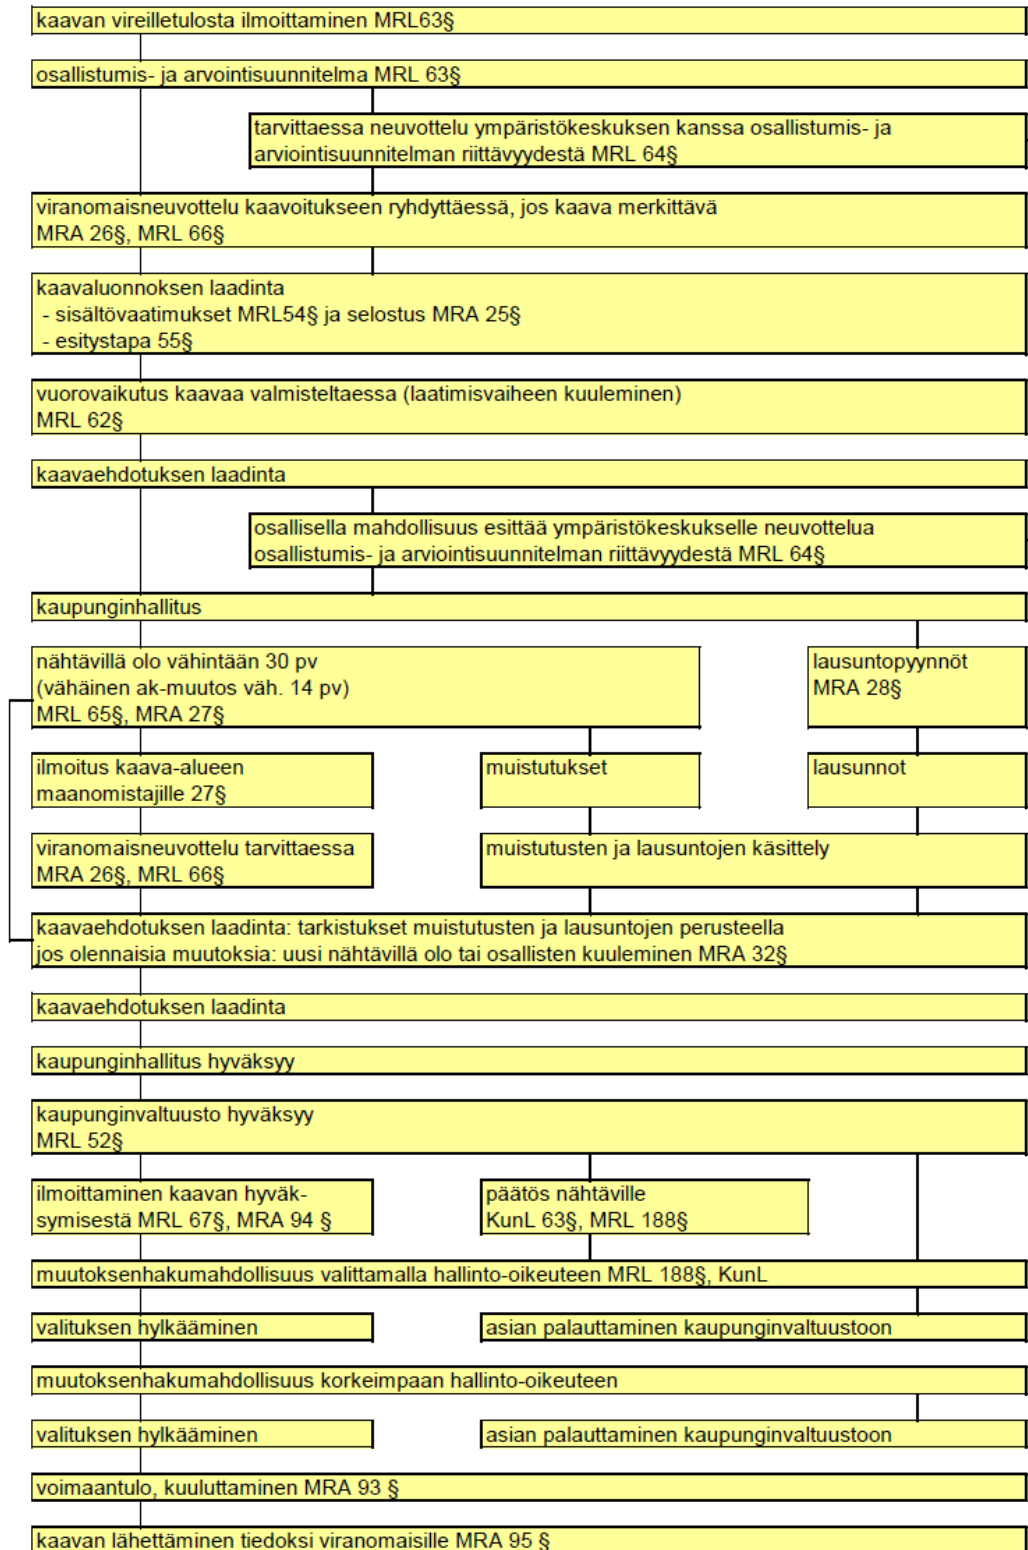 kaavan vireilletulosta ilmoittaminen MRL63§
osallistumis- ja arvointisuunnitelma MRL 63§
tarvittaessa neuvottelu ympäristökeskuksen kanssa osallistumis- ja
arviointisuunnitelman riittävyydestä MRL 64§
viranomaisneuvottelu kaavoitukseen ryhdyttäessä, jos kaava merkittävä
MRA 26§, MRL 66§
kaavaluonnoksen laadinta
- sisältövaatimukset MRL54§ ja selostus MRA 25§
- esitystapa 55§
vuorovaikutus kaavaa valmisteltaessa (laatimisvaiheen kuuleminen)
MRL 62§
kaavaehdotuksen laadinta
osallisella mahdollisuus esittää ympäristökeskukselle neuvottelua
osallistumis- ja arviointisuunnitelman riittävyydestä MRL 64§
kaupunginhallitus
nähtävillä olo vähintään 30 pv
(vähäinen ak-muutos väh. 14 pv)
MRL 65§, MRA 27§
lausuntopyynnöt
MRA 28§
ilmoitus kaava-alueen
maanomistajille 27§
muistutukset
lausunnot
viranomaisneuvottelu tarvittaessa
MRA 26§, MRL 66§
muistutusten ja lausuntojen käsittely
kaavaehdotuksen laadinta: tarkistukset muistutusten ja lausuntojen perusteella
jos olennaisia muutoksia: uusi nähtävillä olo tai osallisten kuuleminen MRA 32§
kaavaehdotuksen laadinta
kaupunginhallitus hyväksyy
kaupunginvaltuusto hyväksyy
MRL 52§
ilmoittaminen kaavan hyväk-
symisestä MRL 67§, MRA 94 §
päätös nähtäville
KunL 63§, MRL 188§
muutoksenhakumahdollisuus valittamalla hallinto-oikeuteen MRL 188§, KunL
valituksen hylkääminen
asian palauttaminen kaupunginvaltuustoon
muutoksenhakumahdollisuus korkeimpaan hallinto-oikeuteen
valituksen hylkääminen
asian palauttaminen kaupunginvaltuustoon
voimaantulo, kuuluttaminen MRA 93 §
kaavan lähettäminen tiedoksi viranomaisille MRA 95 §